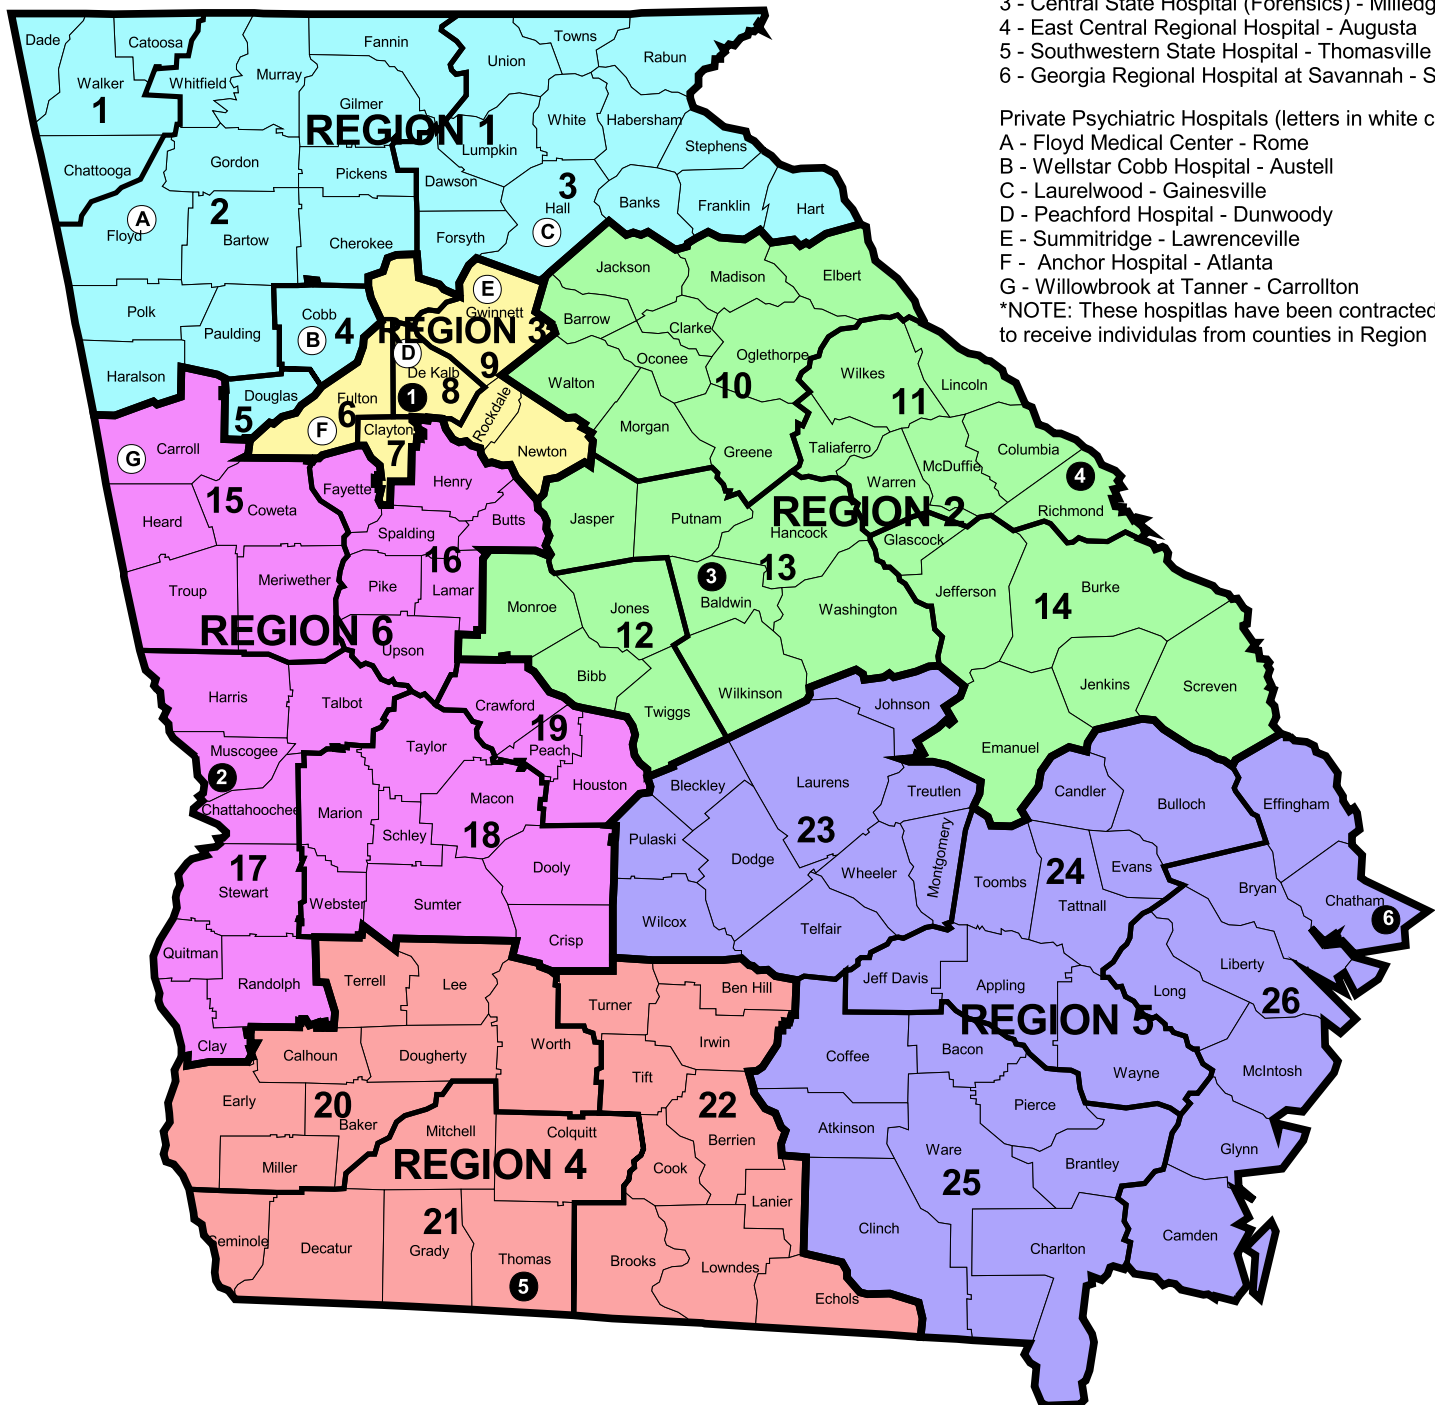 3 - Central State Hospital (Forensics) - Milledg
4 - East Central Regional Hospital - Augusta
5 - Southwestern State Hospital - Thomasville
6 - Georgia Regional Hospital at Savannah - S
Private Psychiatric Hospitals (letters in white c
A - Floyd Medical Center - Rome
B - Wellstar Cobb Hospital - Austell
C - Laurelwood - Gainesville
D - Peachford Hospital - Dunwoody
E - Summitridge - Lawrenceville
F - Anchor Hospital - Atlanta
G - Willowbrook at Tanner - Carrollton
*NOTE: These hospitlas have been contracted
to receive individulas from counties in Region
REGION 1
Dade
Catoosa
Walker
1
Whitfield
Murray
Fannin
Gilmer
Union
Towns
Rabun
White
Habersham
Lumpkin
Stephens
Chattooga
Gordon
Pickens
Dawson
3
Hall
C
Banks
Franklin
Hart
A
Floyd
2
Bartow
Cherokee
Forsyth
Polk
Paulding
Cobb
B
4
Haralson
Douglas
5
REGION 3
E
Gwinnett
D
9
De Kalb
1
8
Fulton
6
F
Clayton
7
Rockdale
Newton
REGION 2
Jackson
Madison
Elbert
Barrow
Clarke
Oconee
Oglethorpe
10
Walton
Morgan
Greene
Wilkes
11
Lincoln
Taliaferro
McDuffie
Columbia
Warren
4
Richmond
Jasper
Putnam
Hancock
Glascock
3
13
Baldwin
Washington
Jefferson
14
Burke
Monroe
Jones
12
Bibb
Twiggs
Wilkinson
Jenkins
Screven
Emanuel
REGION 6
G
Carroll
15
Coweta
Heard
Fayette
Henry
Butts
Spalding
16
Troup
Meriwether
Pike
Lamar
Upson
Harris
Talbot
Muscogee
2
Chattahoochee
Taylor
Crawford
19
Peach
Houston
Marion
Macon
Schley
18
17
Stewart
Webster
Sumter
Dooly
Crisp
Quitman
Randolph
Clay
REGION 4
Terrell
Lee
Worth
Turner
Ben Hill
Irwin
Calhoun
Dougherty
Tift
Early
20
Baker
Mitchell
Colquitt
22
Berrien
Miller
Cook
Lanier
Seminole
Decatur
21
Grady
Thomas
5
Brooks
Lowndes
Echols
REGION 5
Johnson
Bleckley
Laurens
Treutlen
Pulaski
23
Dodge
Wheeler
Montgomery
Wilcox
Telfair
Candler
Bulloch
Effingham
Toombs
24
Evans
Tattnall
Bryan
Chatham
6
Jeff Davis
Appling
Long
Liberty
26
Coffee
Bacon
Wayne
McIntosh
Atkinson
Pierce
Ware
25
Brantley
Glynn
Clinch
Charlton
Camden